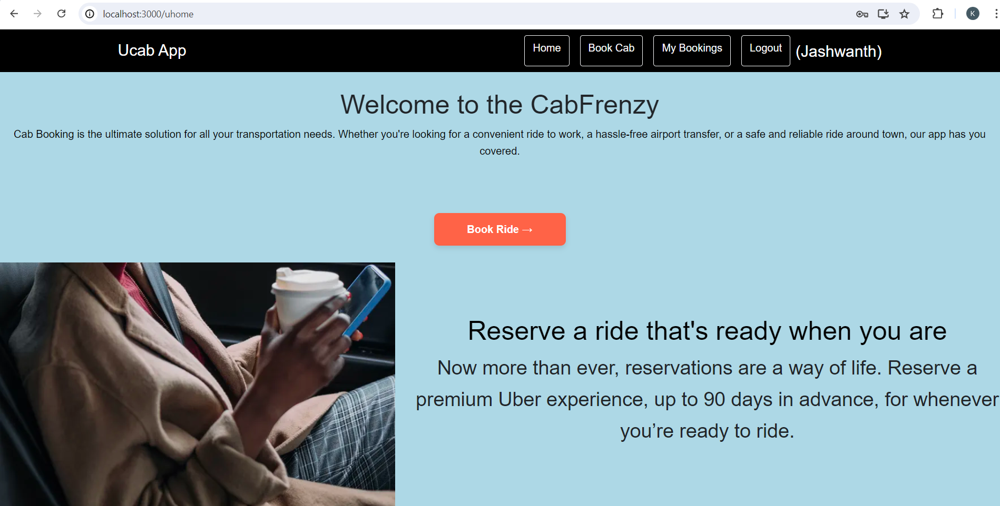 localhost:3000/uhome
K
Ucab App
Home
Book Cab
My Bookings
Logout
(Jashwanth)
Welcome to the CabFrenzy
Cab Booking is the ultimate solution for all your transportation needs. Whether you're looking for a convenient ride to work, a hassle-free airport transfer, or a safe and reliable ride around town, our app has you
covered.
Book Ride →
Reserve a ride that's ready when you are
Now more than ever, reservations are a way of life. Reserve a
premium Uber experience, up to 90 days in advance, for whenever
you’re ready to ride.